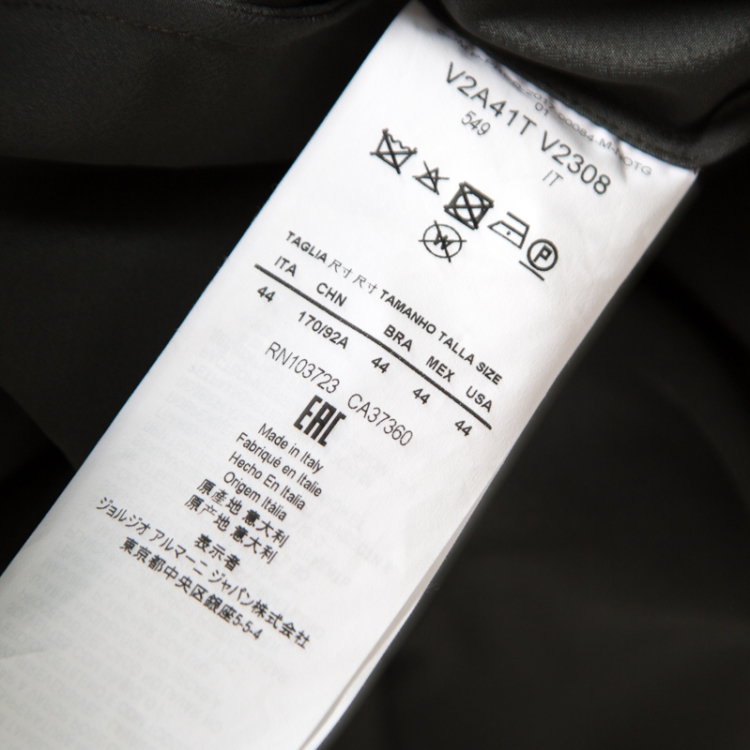 V2A41T V2308
549
/IT
P
W
TAGLIA 尺寸 尺寸 TAMANHO TALLA SIZE
ITA CHN BRA MEX USA
44 170/92A 44 44 44
RN103723 CA37360
EAC
Made in Italy
Fabriqué en Italie
Hecho En Italia
Origem Itália
原産地 意大利
原产地 意大利
表示者
ジョルジオ アルマーニ ジャパン株式会社
東京都中央区銀座5-5-4